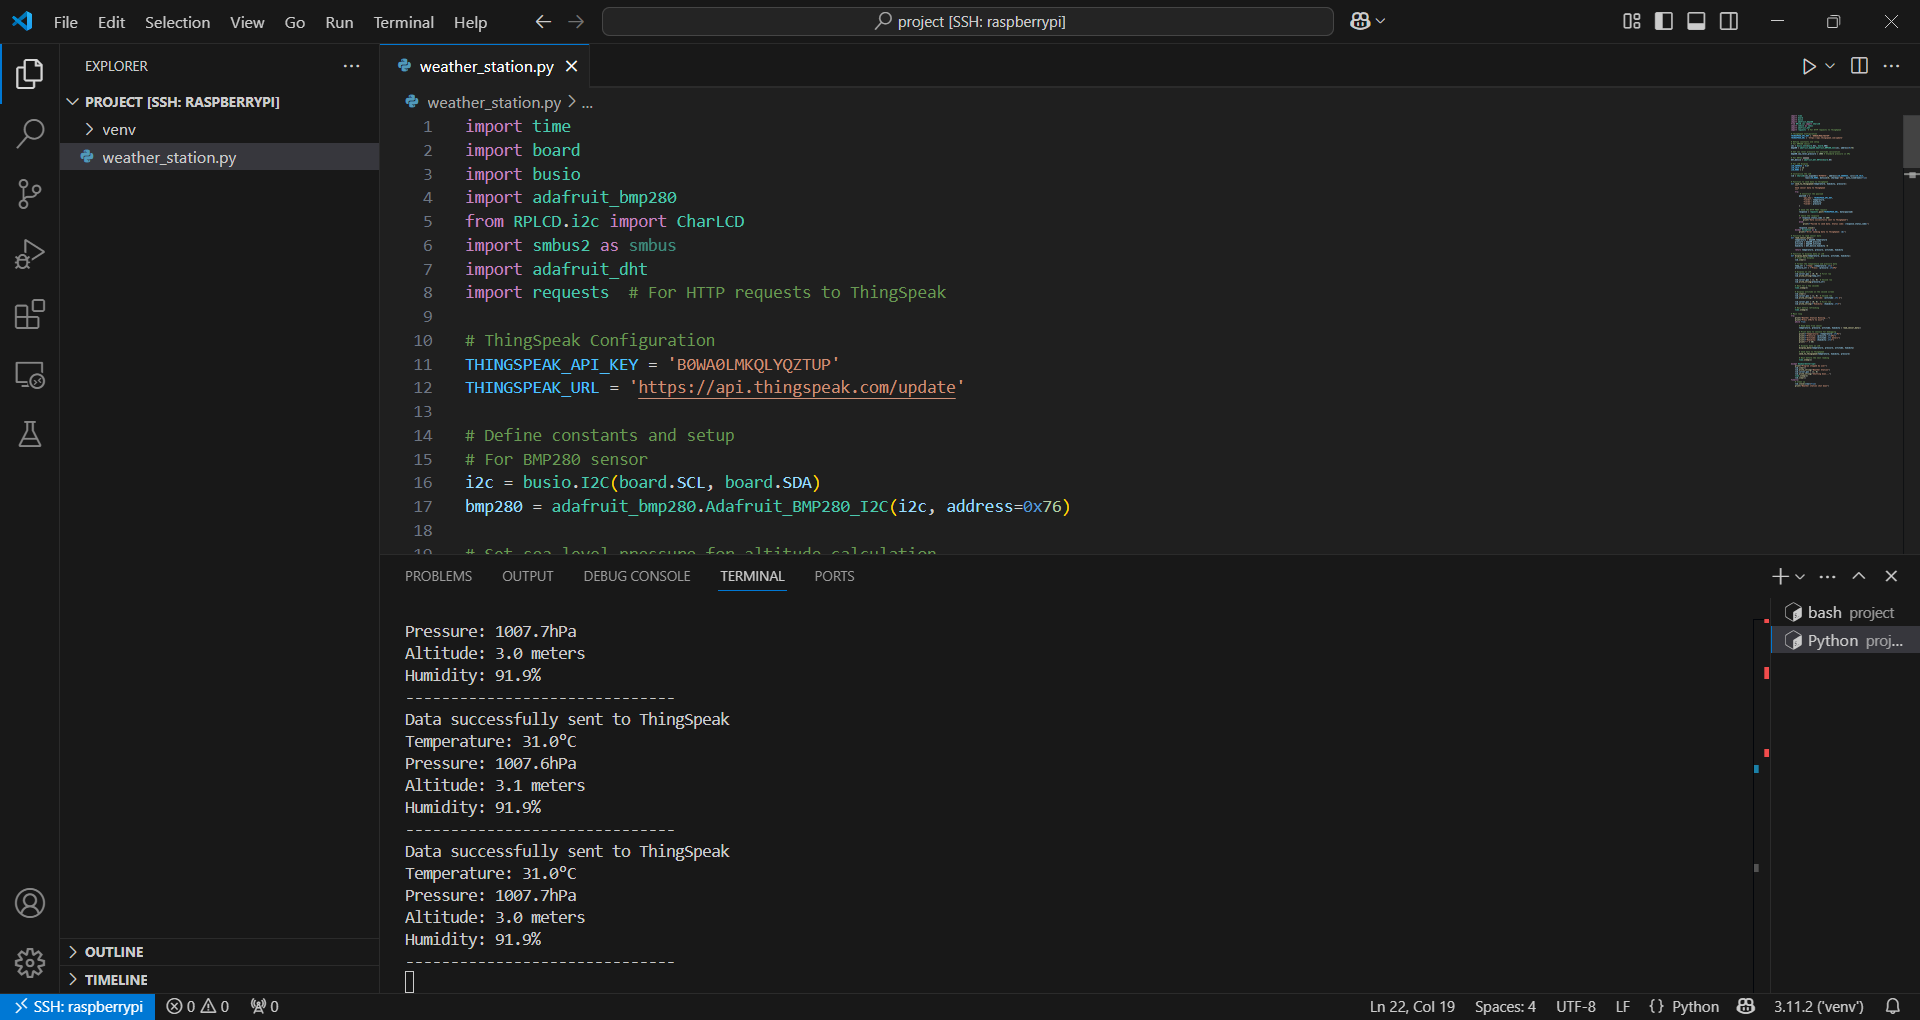 File Edit Selection View Go Run Terminal Help
project [SSH: raspberrypi]
EXPLORER
PROJECT [SSH: RASPBERRYPI]
venv
weather_station.py
OUTLINE
TIMELINE
weather_station.py
weather_station.py > ...
1 import time
2 import board
3 import busio
4 import adafruit_bmp280
5 from RPLCD.i2c import CharLCD
6 import smbus2 as smbus
7 import adafruit_dht
8 import requests  # For HTTP requests to ThingSpeak
9
10 # ThingSpeak Configuration
11 THINGSPEAK_API_KEY = 'B0WA0LMKQLYQZTUP'
12 THINGSPEAK_URL = 'https://api.thingspeak.com/update'
13
14 # Define constants and setup
15 # For BMP280 sensor
16 i2c = busio.I2C(board.SCL, board.SDA)
17 bmp280 = adafruit_bmp280.Adafruit_BMP280_I2C(i2c, address=0x76)
18
19 # Set sea level pressure for altitude calculation
PROBLEMS OUTPUT DEBUG CONSOLE TERMINAL PORTS
Pressure: 1007.7hPa
Altitude: 3.0 meters
Humidity: 91.9%
------------------------------
Data successfully sent to ThingSpeak
Temperature: 31.0°C
Pressure: 1007.6hPa
Altitude: 3.1 meters
Humidity: 91.9%
------------------------------
Data successfully sent to ThingSpeak
Temperature: 31.0°C
Pressure: 1007.7hPa
Altitude: 3.0 meters
Humidity: 91.9%
------------------------------
bash project
Python proj...
SSH: raspberrypi 0 0 0 Ln 22, Col 19 Spaces: 4 UTF-8 LF {} Python 3.11.2 ('venv')